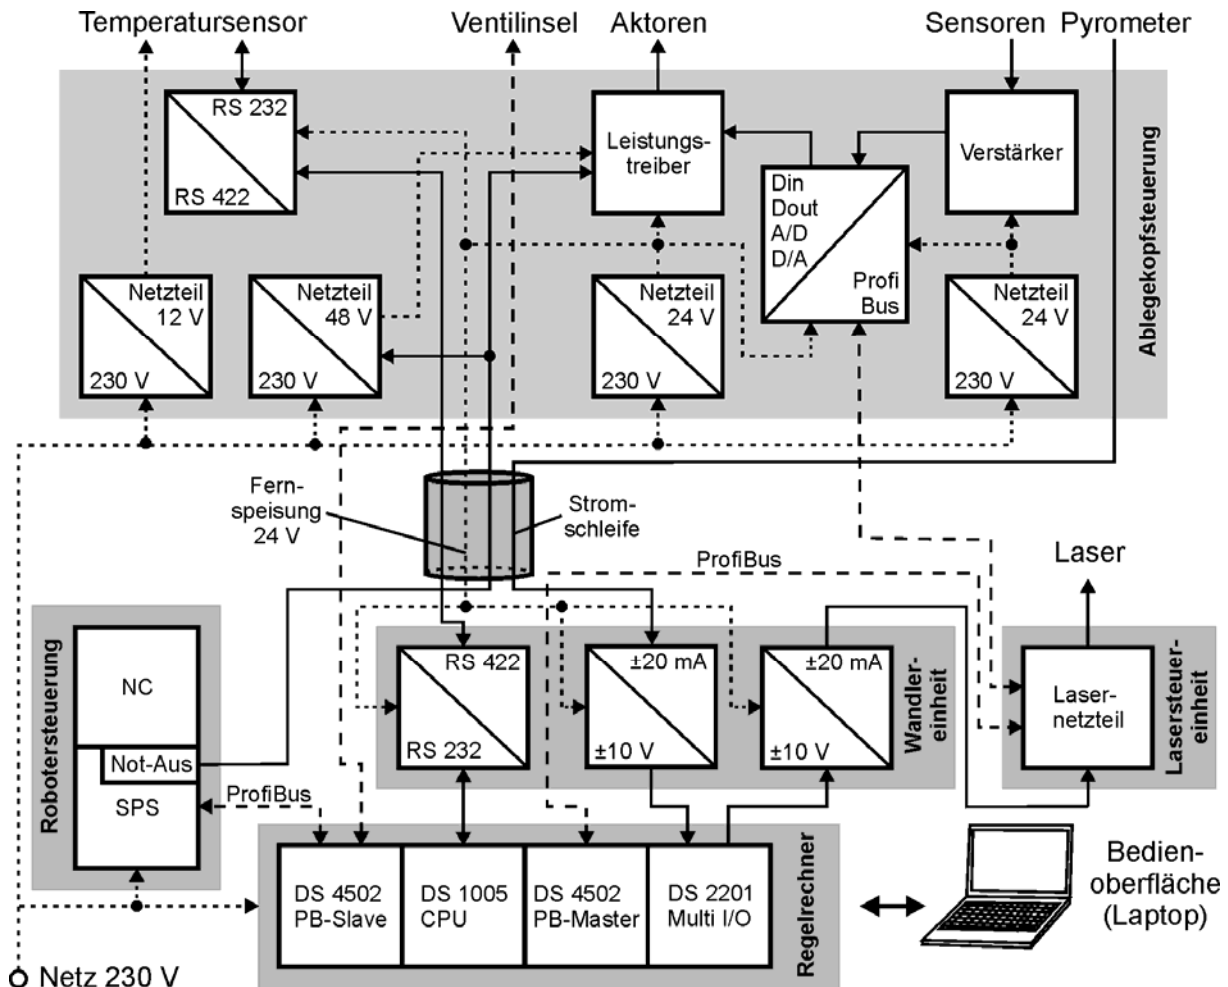 Temperatursensor
Ventilinsel
Aktoren
Sensoren
Pyrometer
RS 232
RS 422
Leistungs-
treiber
Din
Dout
A/D
D/A
Profi
Bus
Verstärker
Ablegekopfsteuerung
Netzteil
12 V
230 V
Netzteil
48 V
230 V
Netzteil
24 V
230 V
Netzteil
24 V
230 V
Fern-
speisung
24 V
Strom-
schleife
ProfiBus
Laser
Robotersteuerung
NC
Not-Aus
SPS
ProfiBus
RS 422
RS 232
±20 mA
±10 V
±20 mA
±10 V
Wandler-
einheit
Laser-
netzteil
Lasersteuer-
einheit
DS 4502
PB-Slave
DS 1005
CPU
DS 4502
PB-Master
DS 2201
Multi I/O
Regelrechner
Bedien-
oberfläche
(Laptop)
Netz 230 V